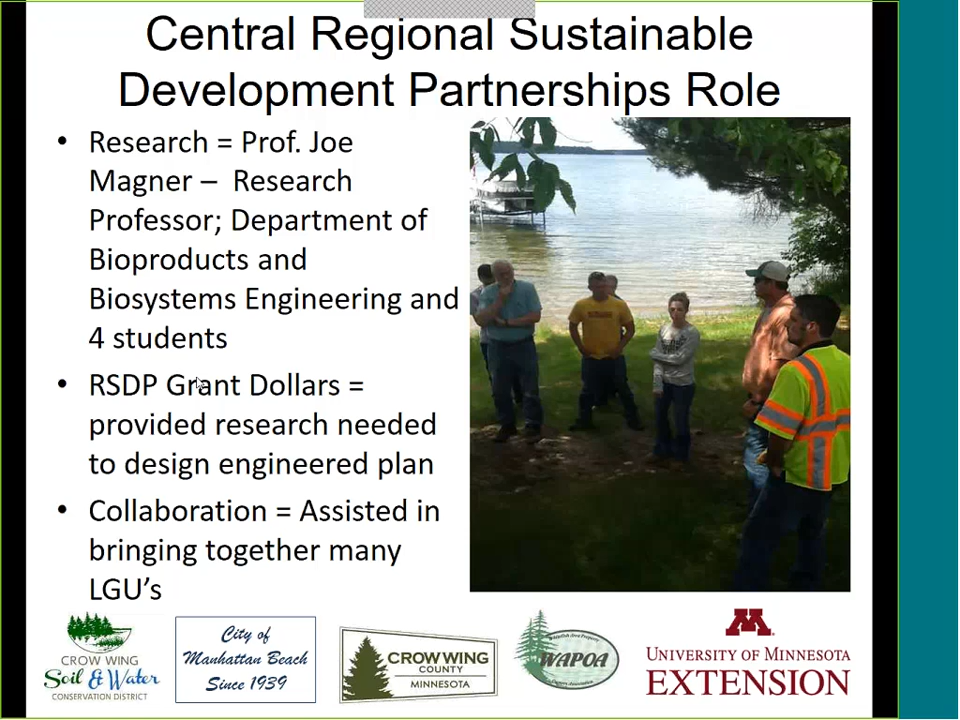 Central Regional Sustainable
Development Partnerships Role
• Research = Prof. Joe
Magner – Research
Professor; Department of
Bioproducts and
Biosystems Engineering and
4 students
• RSDP Grant Dollars =
provided research needed
to design engineered plan
• Collaboration = Assisted in
bringing together many
LGU's
CROW WING
Soil & Water
CONSERVATION DISTRICT
City of
Manhattan Beach
Since 1939
CROW WING
COUNTY
MINNESOTA
WAPOA
M
UNIVERSITY OF MINNESOTA
EXTENSION